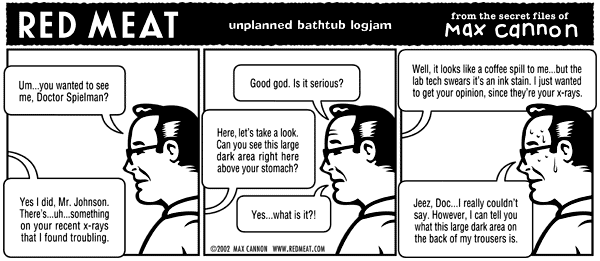 RED MEAT
unplanned bathtub logjam
from the secret files of
Max cannon
Um...you wanted to see
me, Doctor Spielman?
Yes I did, Mr. Johnson.
There's...uh...something
on your recent x-rays
that I found troubling.
Good god. Is it serious?
Here, let's take a look.
Can you see this large
dark area right here
above your stomach?
Yes...what is it?!
©2002 MAX CANNON WWW.REDMEAT.COM
Well, it looks like a coffee spill to me...but the
lab tech swears it's an ink stain. I just wanted
to get your opinion, since they're your x-rays.
Jeez, Doc...I really couldn't
say. However, I can tell you
what this large dark area on
the back of my trousers is.